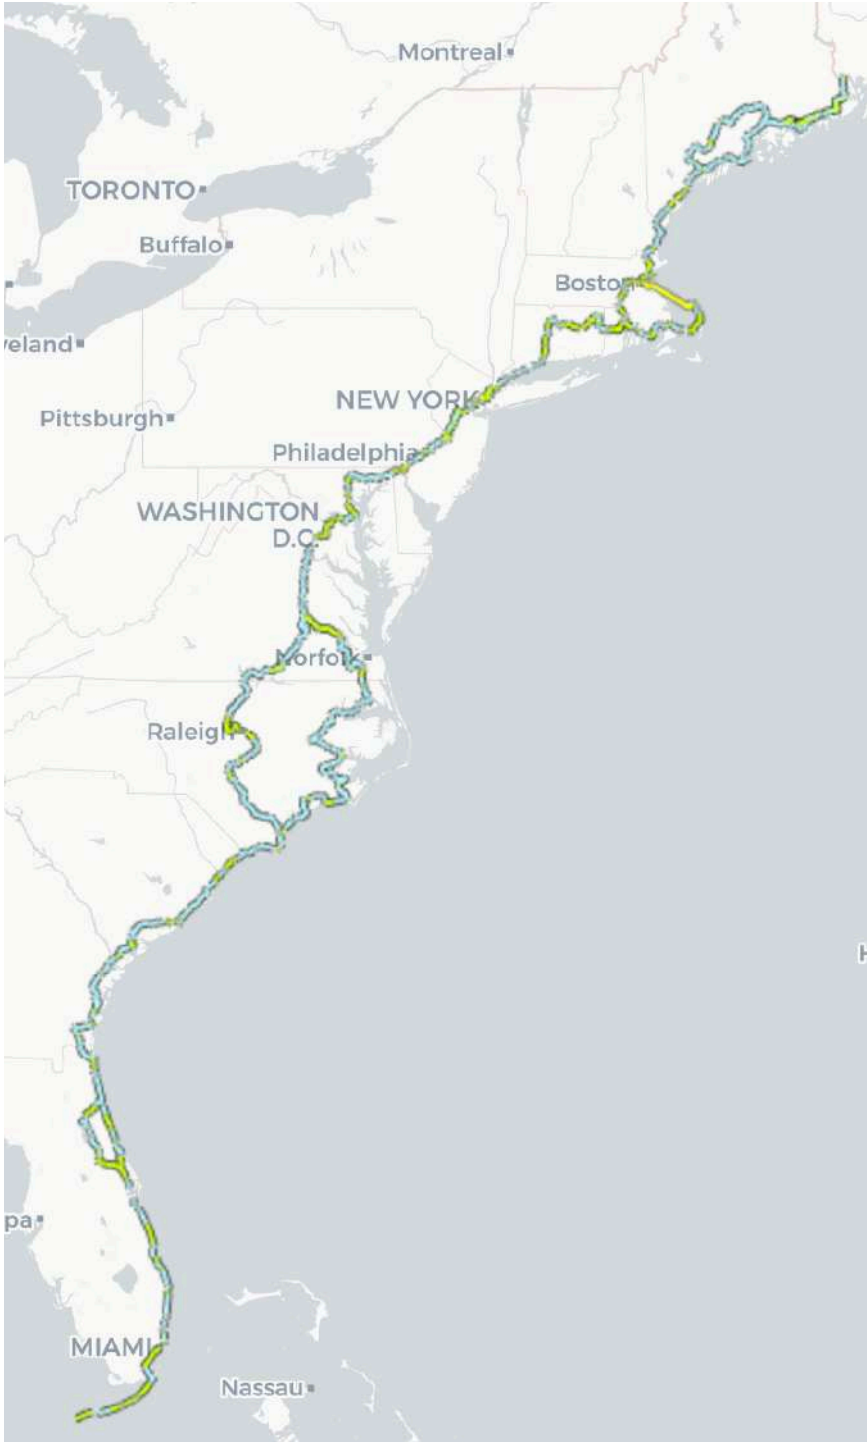 Montreal
TORONTO
Buffalo
Boston
veland
NEW YORK
Pittsburgh
Philadelphia
WASHINGTON
D.C.
Norfolk
Raleigh
H
pa
MIAMI
Nassau